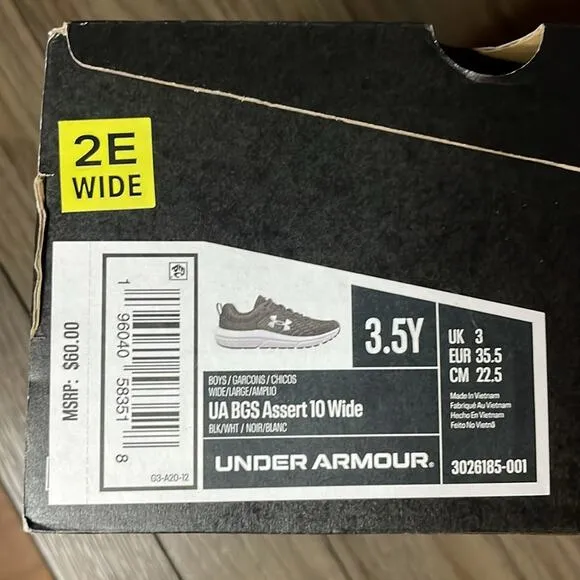 2E
WIDE
MSRP: $60.00
1 96040 58351 8
G3-A20-12
3.5Y
UK 3
EUR 35.5
CM 22.5
BOYS / GARCONS / CHICOS
WIDE/LARGE/AMPLIO
UA BGS Assert 10 Wide
BLK/WHT / NOIR/BLANC
Made in Vietnam
Fabriqué Au Vietnam
Hecho En Vietnam
Feito No Vietnã
UNDER ARMOUR®
3026185-001